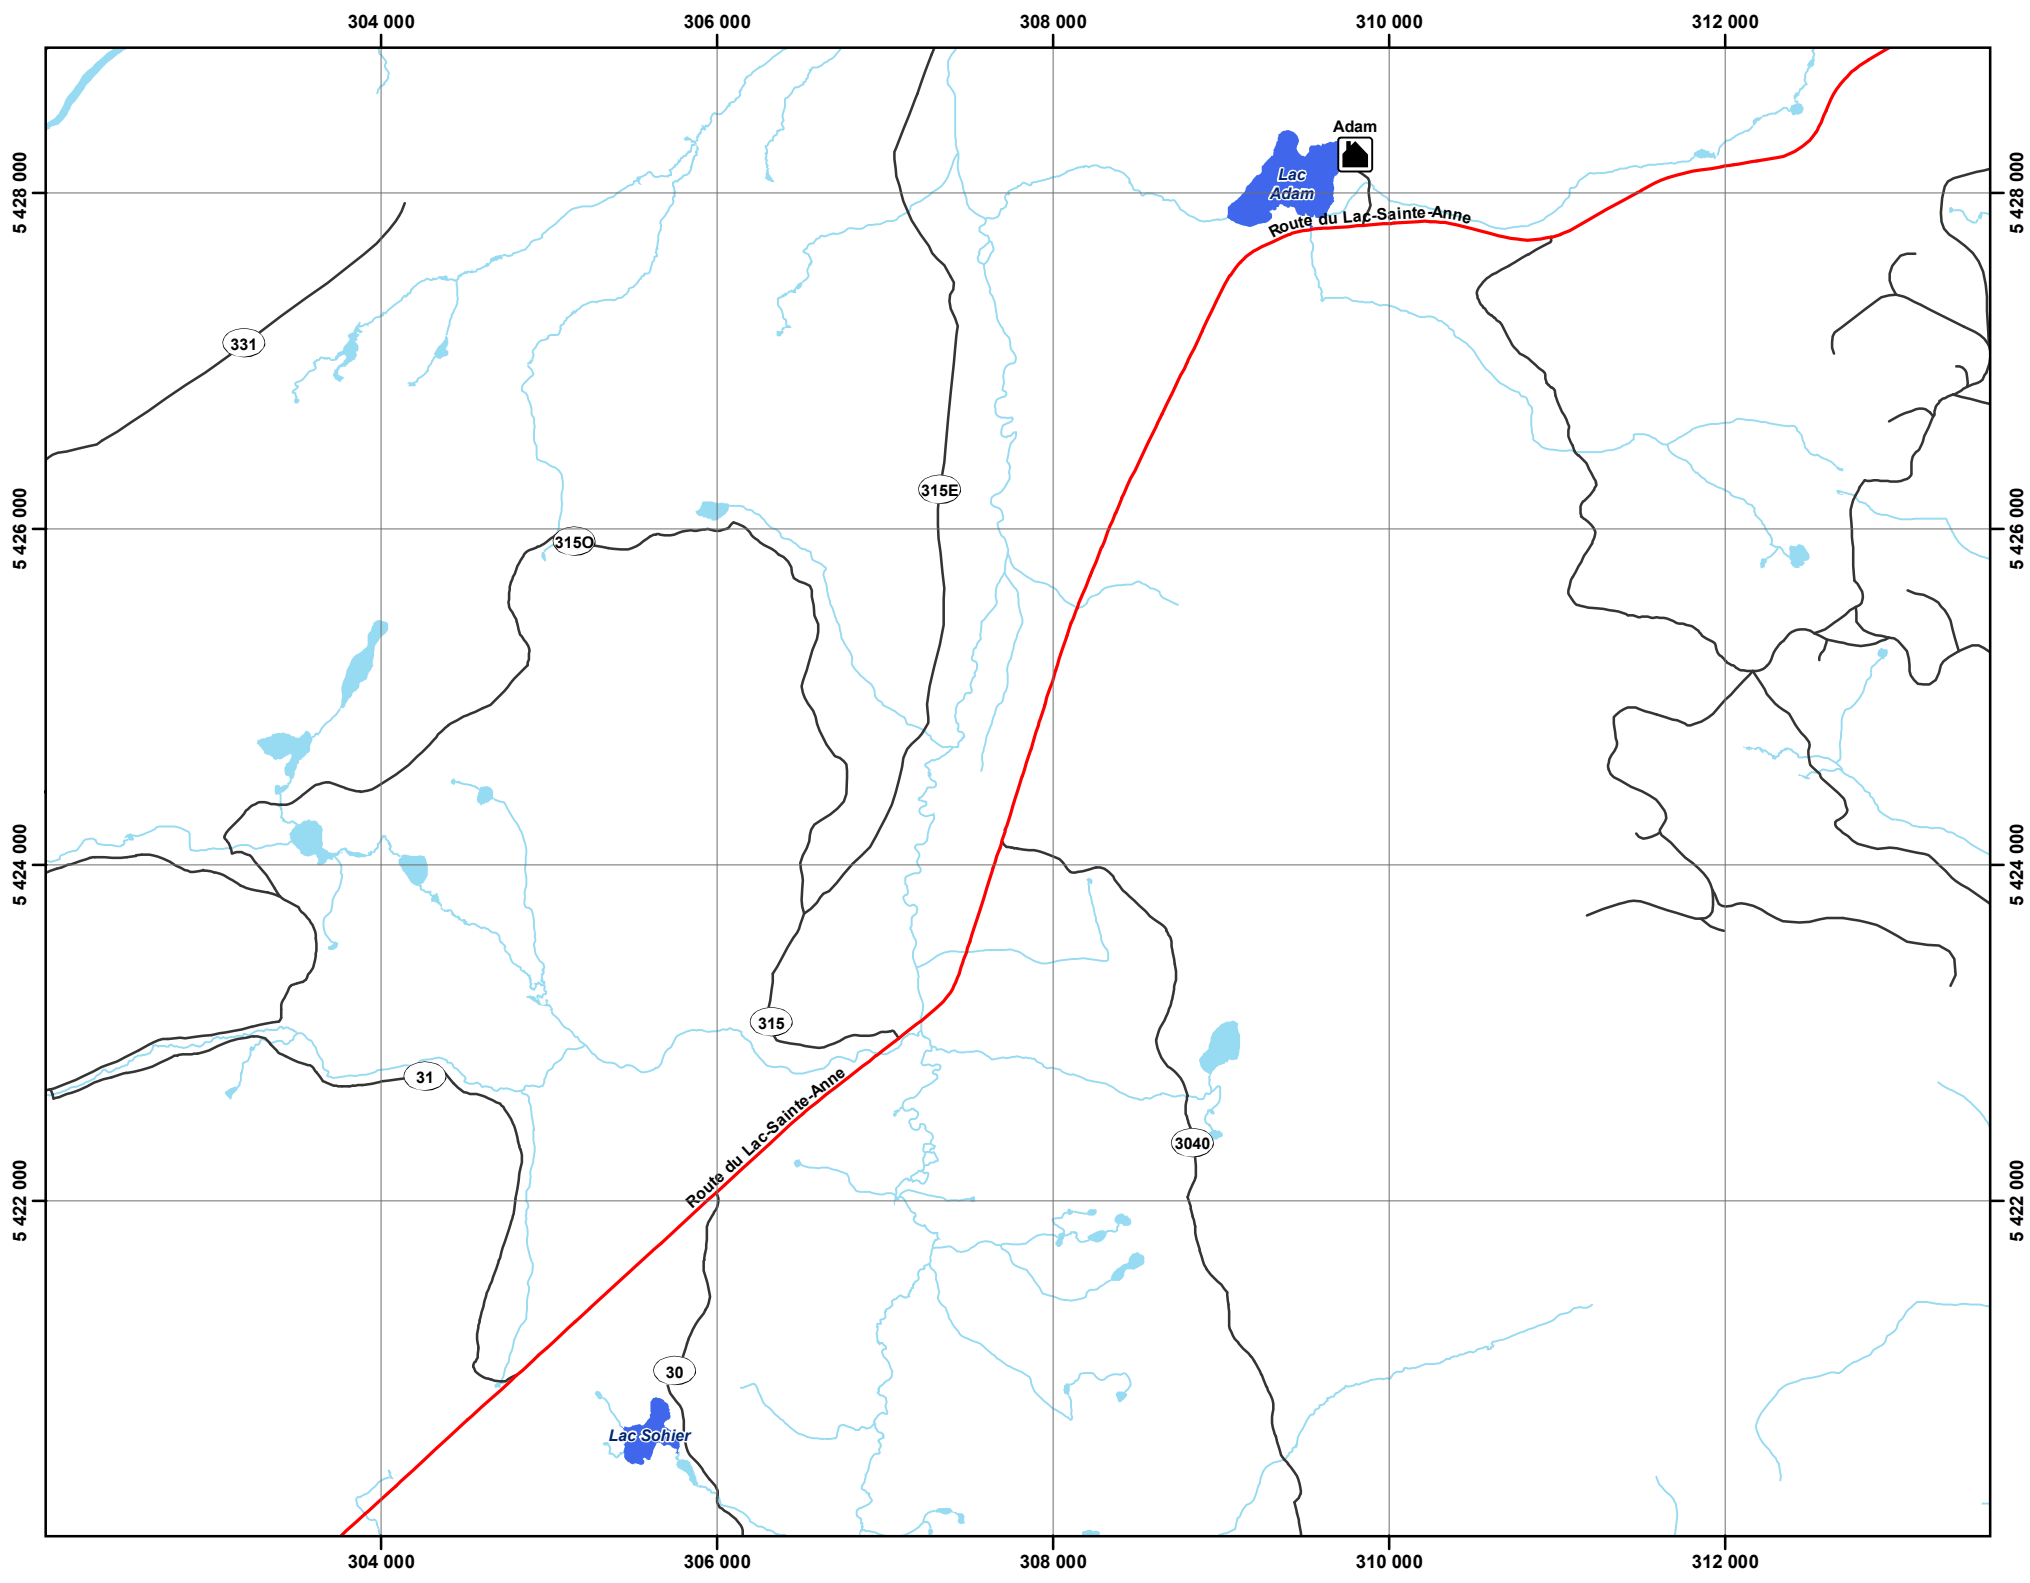 304 000 306 000 308 000 310 000 312 000
Adam
5 428 000 5 428 000
Lac
Adam
Route du Lac-Sainte-Anne
331
315E
5 426 000 5 426 000
315O
5 424 000 5 424 000
315
31
Route du Lac-Sainte-Anne
3040
5 422 000 5 422 000
30
Lac Sohier
304 000 306 000 308 000 310 000 312 000